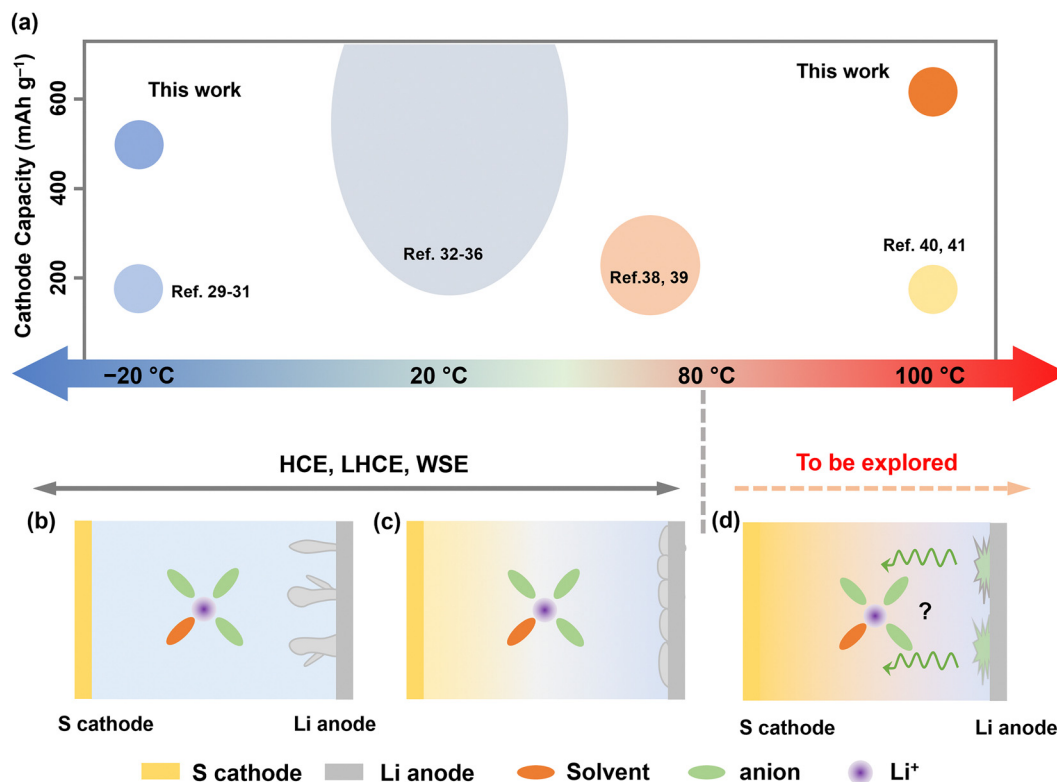 (a)
Cathode Capacity (mAh g⁻¹)
600
400
200
This work
This work
Ref. 29-31
Ref. 32-36
Ref.38, 39
Ref. 40, 41
−20 °C
20 °C
80 °C
100 °C
HCE, LHCE, WSE
To be explored
(b)
(c)
(d)
?
S cathode
Li anode
S cathode
Li anode
S cathode
Li anode
Solvent
anion
Li⁺